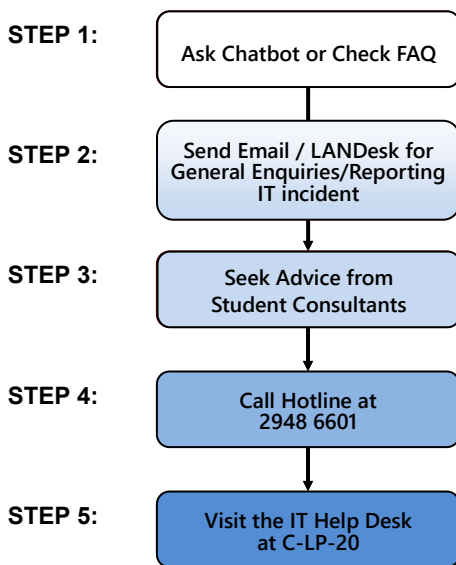 STEP 1:
Ask Chatbot or Check FAQ
STEP 2:
Send Email / LANDesk for
General Enquiries/Reporting
IT incident
STEP 3:
Seek Advice from
Student Consultants
STEP 4:
Call Hotline at
2948 6601
STEP 5:
Visit the IT Help Desk
at C-LP-20